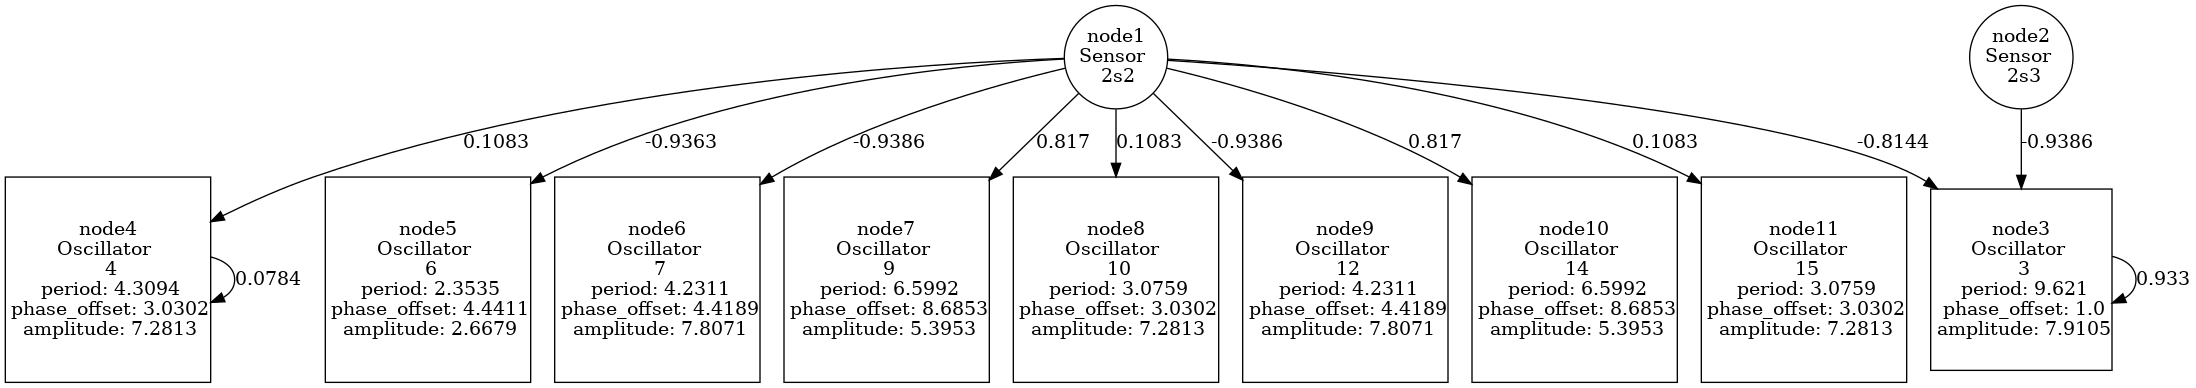 node1
Sensor
2s2
node2
Sensor
2s3
0.1083
-0.9363
-0.9386
0.817
0.1083
-0.9386
0.817
0.1083
-0.8144
-0.9386
node4
Oscillator
4
period: 4.3094
phase_offset: 3.0302
amplitude: 7.2813
0.0784
node5
Oscillator
6
period: 2.3535
phase_offset: 4.4411
amplitude: 2.6679
node6
Oscillator
7
period: 4.2311
phase_offset: 4.4189
amplitude: 7.8071
node7
Oscillator
9
period: 6.5992
phase_offset: 8.6853
amplitude: 5.3953
node8
Oscillator
10
period: 3.0759
phase_offset: 3.0302
amplitude: 7.2813
node9
Oscillator
12
period: 4.2311
phase_offset: 4.4189
amplitude: 7.8071
node10
Oscillator
14
period: 6.5992
phase_offset: 8.6853
amplitude: 5.3953
node11
Oscillator
15
period: 3.0759
phase_offset: 3.0302
amplitude: 7.2813
node3
Oscillator
3
period: 9.621
phase_offset: 1.0
amplitude: 7.9105
0.933